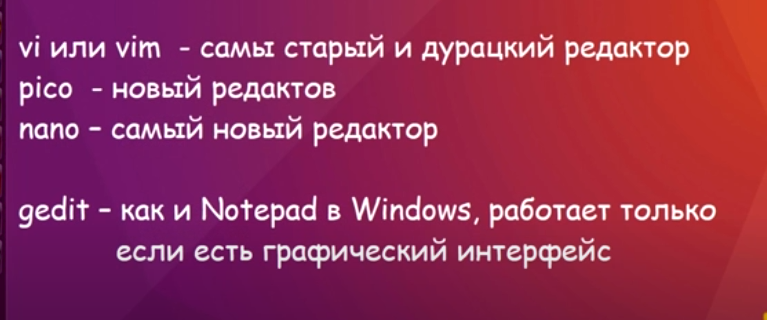 vi или vim - самы старый и дурацкий редактор
pico - новый редактов
nano – самый новый редактор
gedit – как и Notepad в Windows, работает только
если есть графический интерфейс